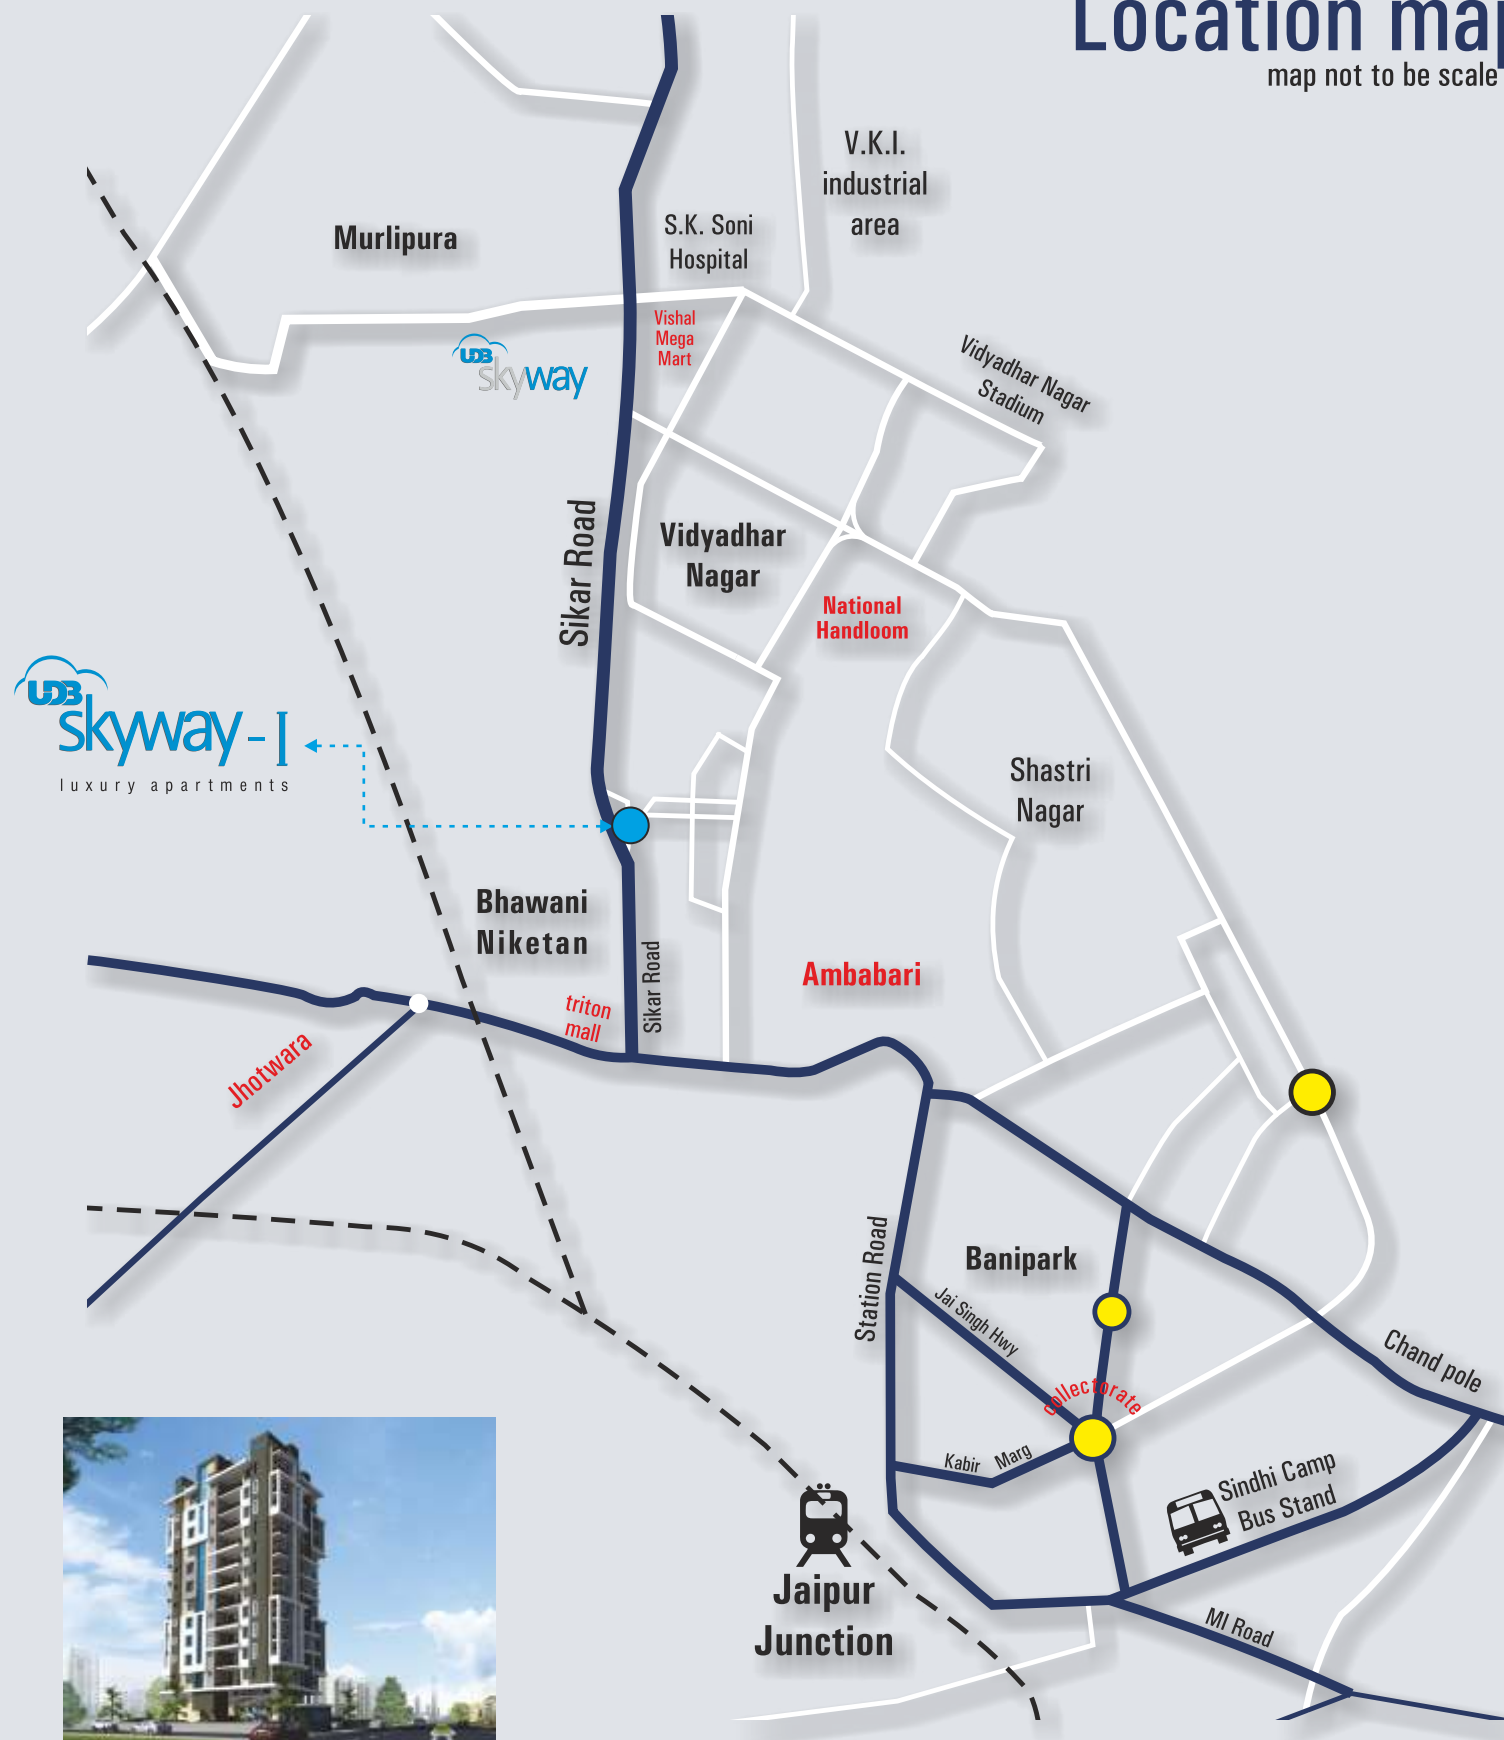 Location map
map not to be scale
V.K.I.
industrial
area
S.K. Soni
Hospital
Murlipura
Vishal
Mega
Mart
UDB
skyway
Vidyadhar Nagar
Stadium
Sikar Road
Vidyadhar
Nagar
National
Handloom
UDB
skyway-I
luxury apartments
Shastri
Nagar
Bhawani
Niketan
Sikar Road
Ambabari
triton
mall
Jhotwara
Station Road
Banipark
Jai Singh Hwy
Chand pole
collectorate
Kabir Marg
Sindhi Camp
Bus Stand
Jaipur
Junction
MI Road